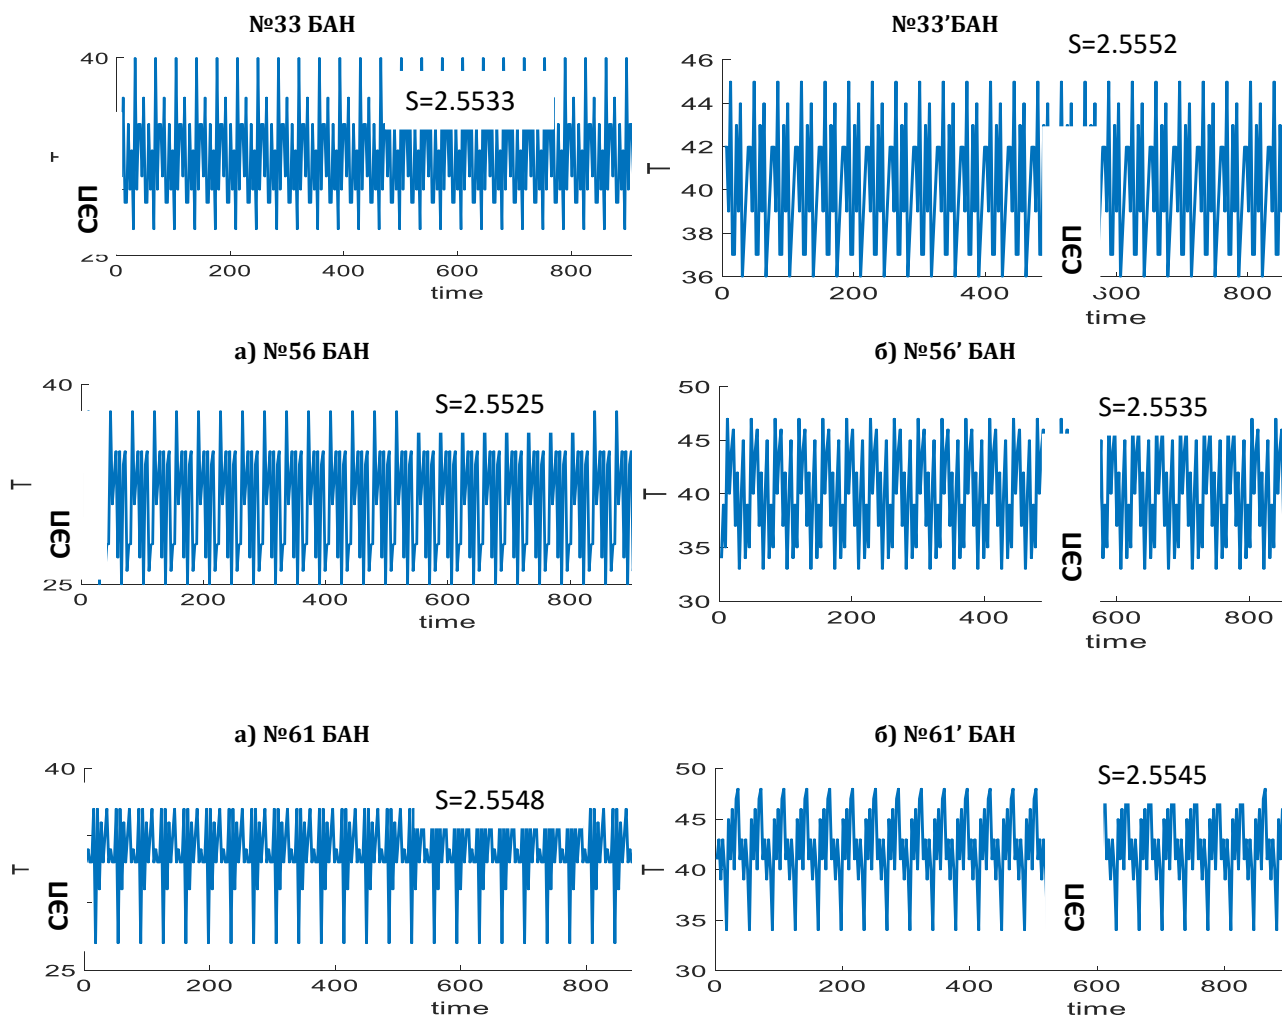 №33 БАН
№33’БАН
S=2.5552
40
S=2.5533
T
СЭП
25
0 200 400 600 800
time
46
44
42
40
38
36
T
СЭП
0 200 400 600 800
time
а) №56 БАН
б) №56’ БАН
40
S=2.5525
T
СЭП
25
0 200 400 600 800
time
50
45
40
35
30
S=2.5535
T
СЭП
0 200 400 600 800
time
а) №61 БАН
б) №61’ БАН
40
S=2.5548
T
СЭП
25
0 200 400 600 800
time
50
45
40
35
30
S=2.5545
T
СЭП
0 200 400 600 800
time